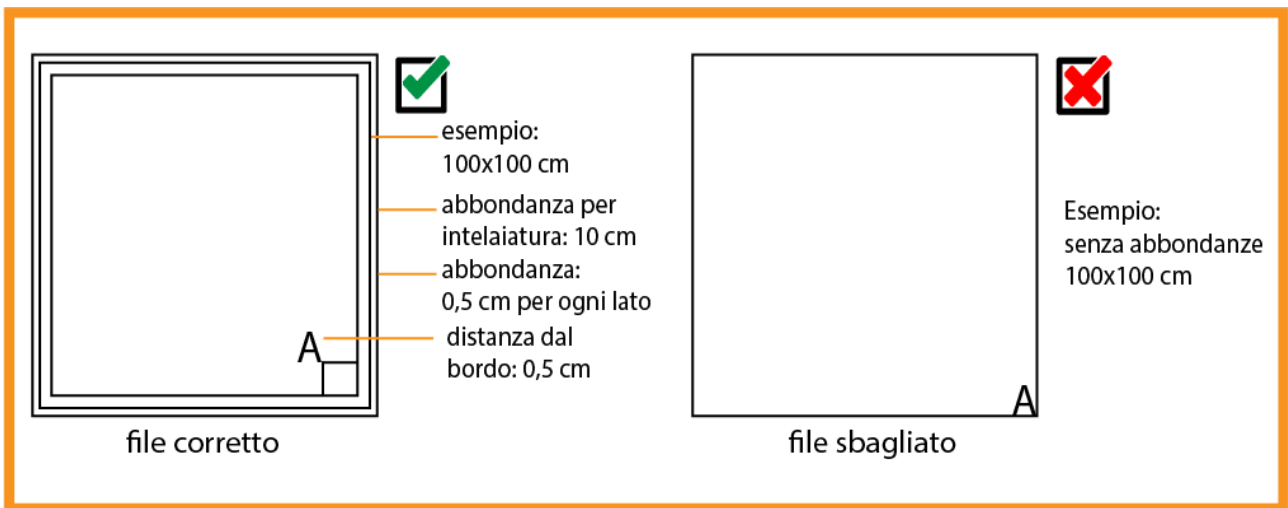 esempio:
100x100 cm
abbondanza per
intelaiatura: 10 cm
abbondanza:
0,5 cm per ogni lato
distanza dal
bordo: 0,5 cm
A
file corretto
Esempio:
senza abbondanze
100x100 cm
A
file sbagliato